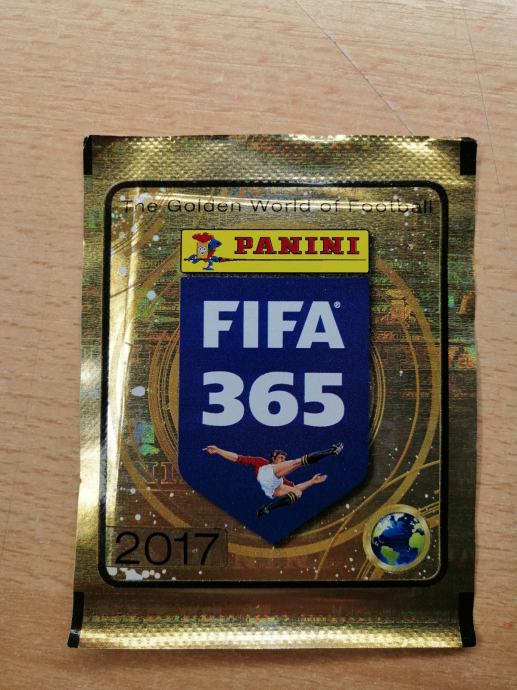 The Golden World of Football
PANINI
FIFA®
365
2017